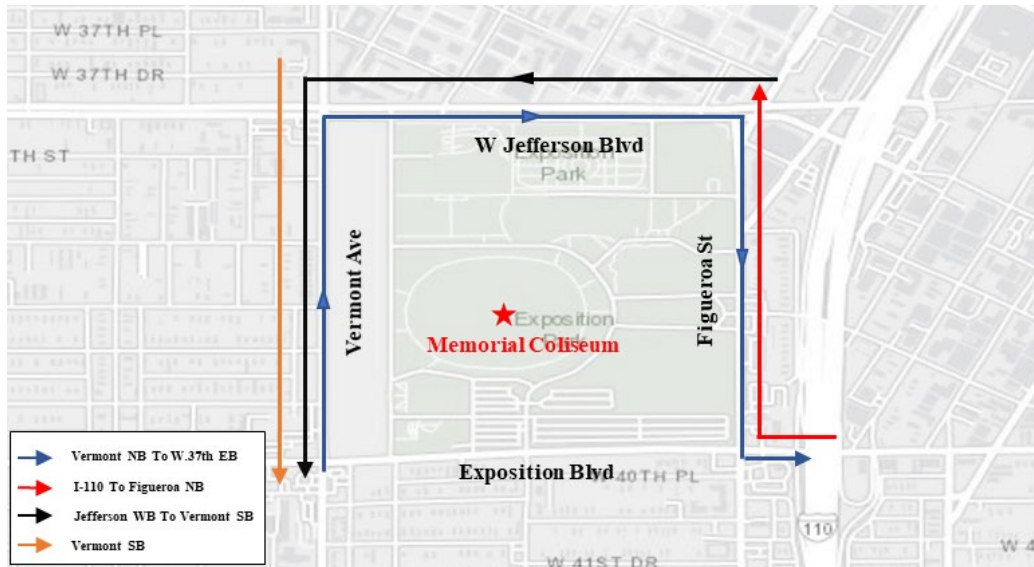 W 37TH PL
W 37TH DR
TH ST
W Jefferson Blvd
Exposition
Park
Vermont Ave
Figueroa St
Exposition
Park
Memorial Coliseum
Exposition Blvd
W 40TH PL
W 41ST DR
110
W 4
Vermont NB To W.37th EB
I-110 To Figueroa NB
Jefferson WB To Vermont SB
Vermont SB